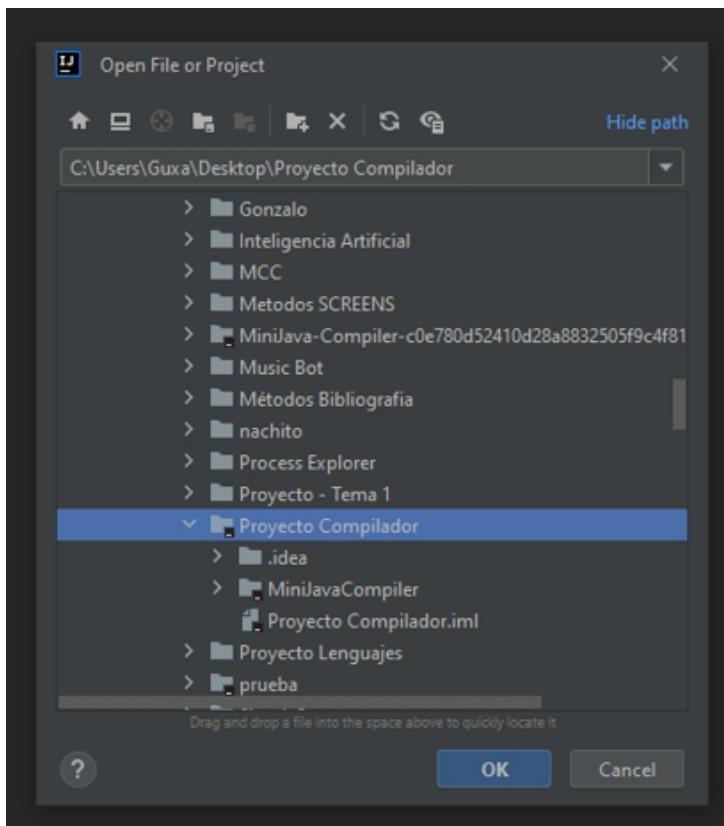 IJ
Open File or Project
Hide path
C:\Users\Guxa\Desktop\Proyecto Compilador
Gonzalo
Inteligencia Artificial
MCC
Metodos SCREENS
MiniJava-Compiler-c0e780d52410d28a8832505f9c4f81
Music Bot
Métodos Bibliografia
nachito
Process Explorer
Proyecto - Tema 1
Proyecto Compilador
.idea
MiniJavaCompiler
Proyecto Compilador.iml
Proyecto Lenguajes
prueba
Drag and drop a file into the space above to quickly locate it
?
OK
Cancel